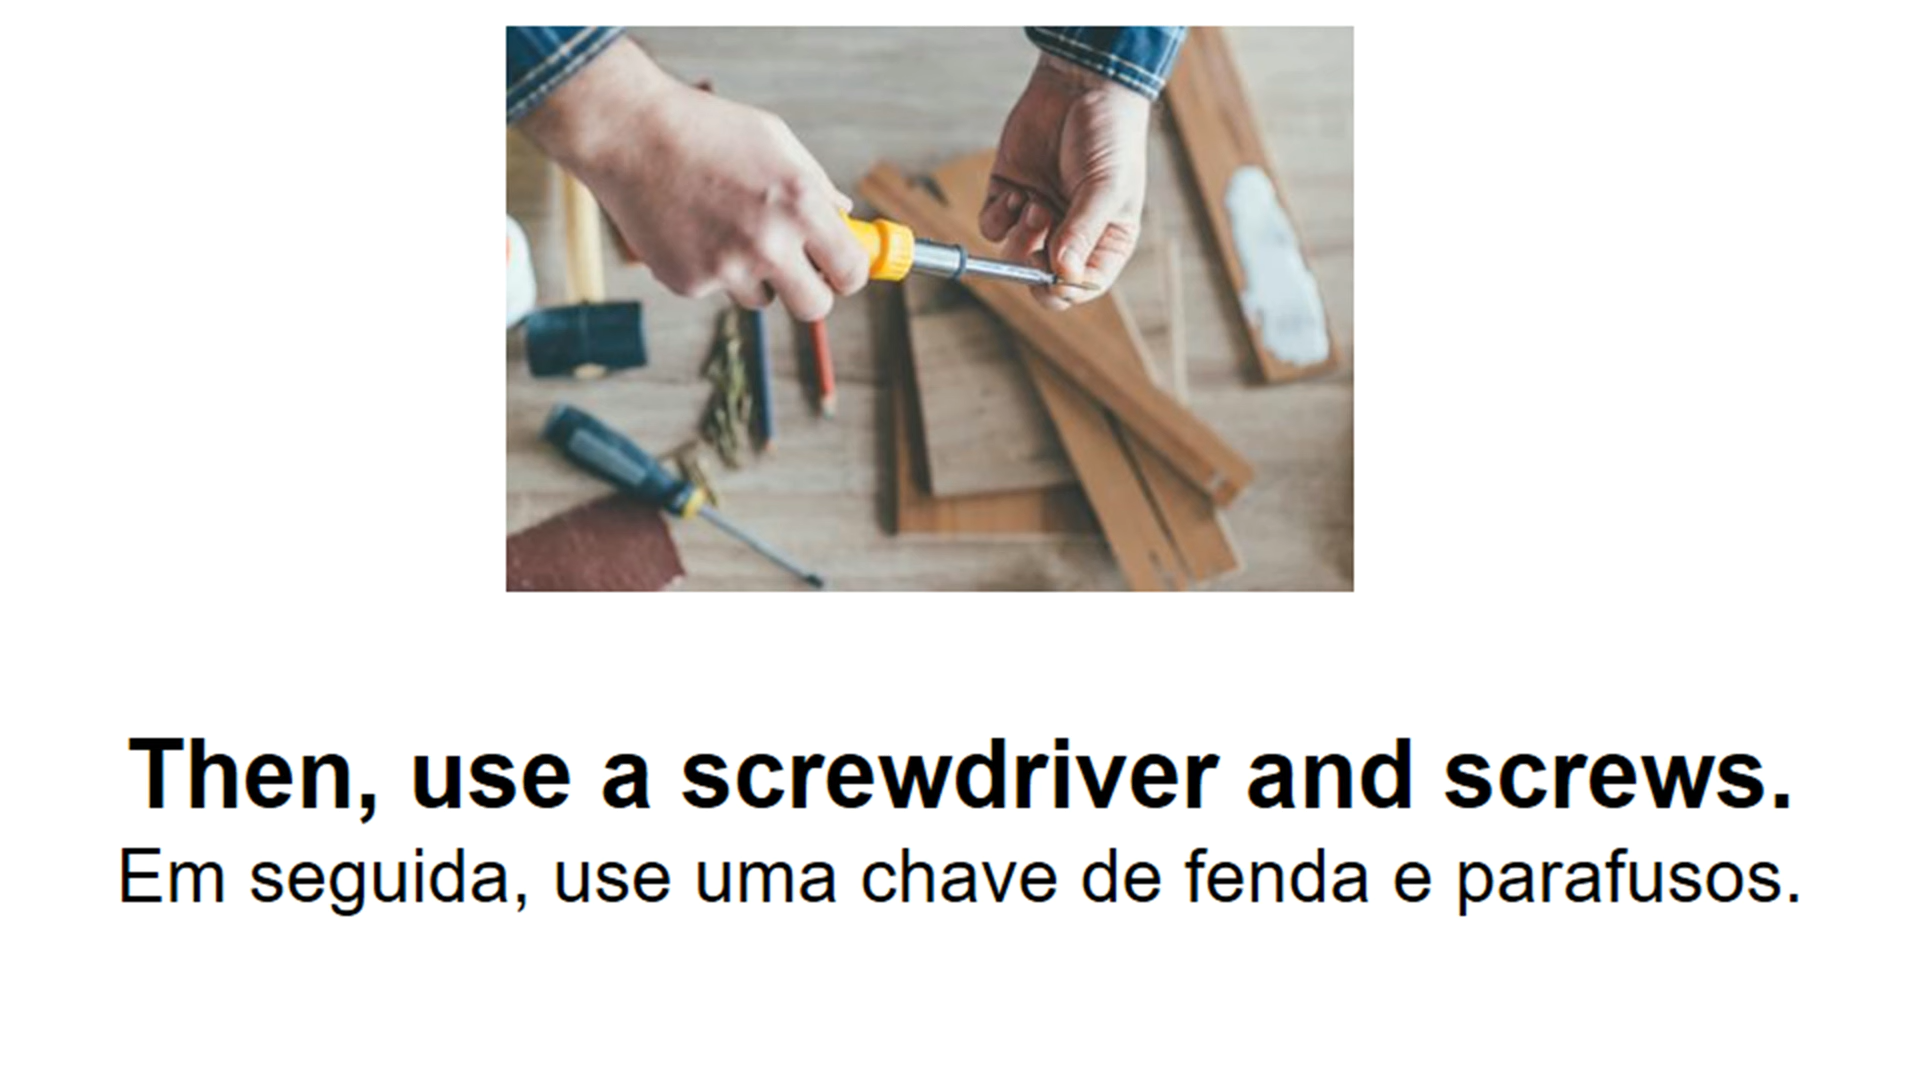 Then, use a screwdriver and screws.
Em seguida, use uma chave de fenda e parafusos.